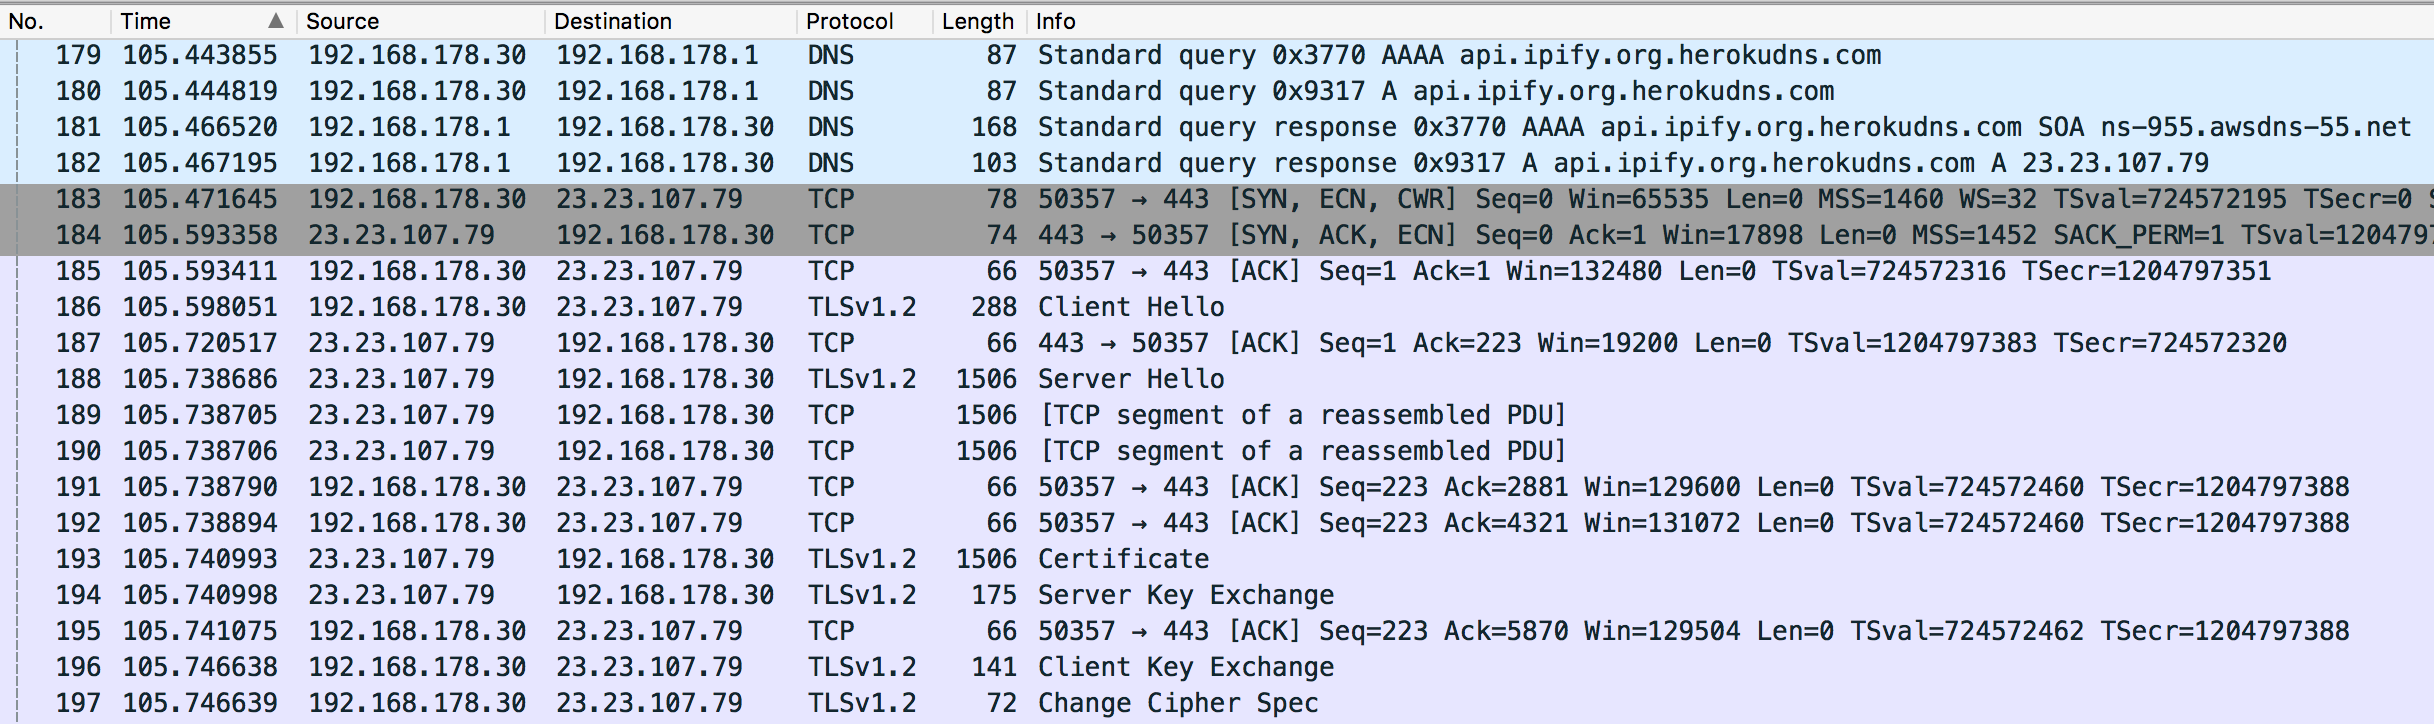 No. Time Source Destination Protocol Length Info
179 105.443855 192.168.178.30 192.168.178.1 DNS 87 Standard query 0x3770 AAAA api.ipify.org.herokudns.com
180 105.444819 192.168.178.30 192.168.178.1 DNS 87 Standard query 0x9317 A api.ipify.org.herokudns.com
181 105.466520 192.168.178.1 192.168.178.30 DNS 168 Standard query response 0x3770 AAAA api.ipify.org.herokudns.com SOA ns-955.awsdns-55.net
182 105.467195 192.168.178.1 192.168.178.30 DNS 103 Standard query response 0x9317 A api.ipify.org.herokudns.com A 23.23.107.79
183 105.471645 192.168.178.30 23.23.107.79 TCP 78 50357 → 443 [SYN, ECN, CWR] Seq=0 Win=65535 Len=0 MSS=1460 WS=32 TSval=724572195 TSecr=0 S
184 105.593358 23.23.107.79 192.168.178.30 TCP 74 443 → 50357 [SYN, ACK, ECN] Seq=0 Ack=1 Win=17898 Len=0 MSS=1452 SACK_PERM=1 TSval=1204797
185 105.593411 192.168.178.30 23.23.107.79 TCP 66 50357 → 443 [ACK] Seq=1 Ack=1 Win=132480 Len=0 TSval=724572316 TSecr=1204797351
186 105.598051 192.168.178.30 23.23.107.79 TLSv1.2 288 Client Hello
187 105.720517 23.23.107.79 192.168.178.30 TCP 66 443 → 50357 [ACK] Seq=1 Ack=223 Win=19200 Len=0 TSval=1204797383 TSecr=724572320
188 105.738686 23.23.107.79 192.168.178.30 TLSv1.2 1506 Server Hello
189 105.738705 23.23.107.79 192.168.178.30 TCP 1506 [TCP segment of a reassembled PDU]
190 105.738706 23.23.107.79 192.168.178.30 TCP 1506 [TCP segment of a reassembled PDU]
191 105.738790 192.168.178.30 23.23.107.79 TCP 66 50357 → 443 [ACK] Seq=223 Ack=2881 Win=129600 Len=0 TSval=724572460 TSecr=1204797388
192 105.738894 192.168.178.30 23.23.107.79 TCP 66 50357 → 443 [ACK] Seq=223 Ack=4321 Win=131072 Len=0 TSval=724572460 TSecr=1204797388
193 105.740993 23.23.107.79 192.168.178.30 TLSv1.2 1506 Certificate
194 105.740998 23.23.107.79 192.168.178.30 TLSv1.2 175 Server Key Exchange
195 105.741075 192.168.178.30 23.23.107.79 TCP 66 50357 → 443 [ACK] Seq=223 Ack=5870 Win=129504 Len=0 TSval=724572462 TSecr=1204797388
196 105.746638 192.168.178.30 23.23.107.79 TLSv1.2 141 Client Key Exchange
197 105.746639 192.168.178.30 23.23.107.79 TLSv1.2 72 Change Cipher Spec